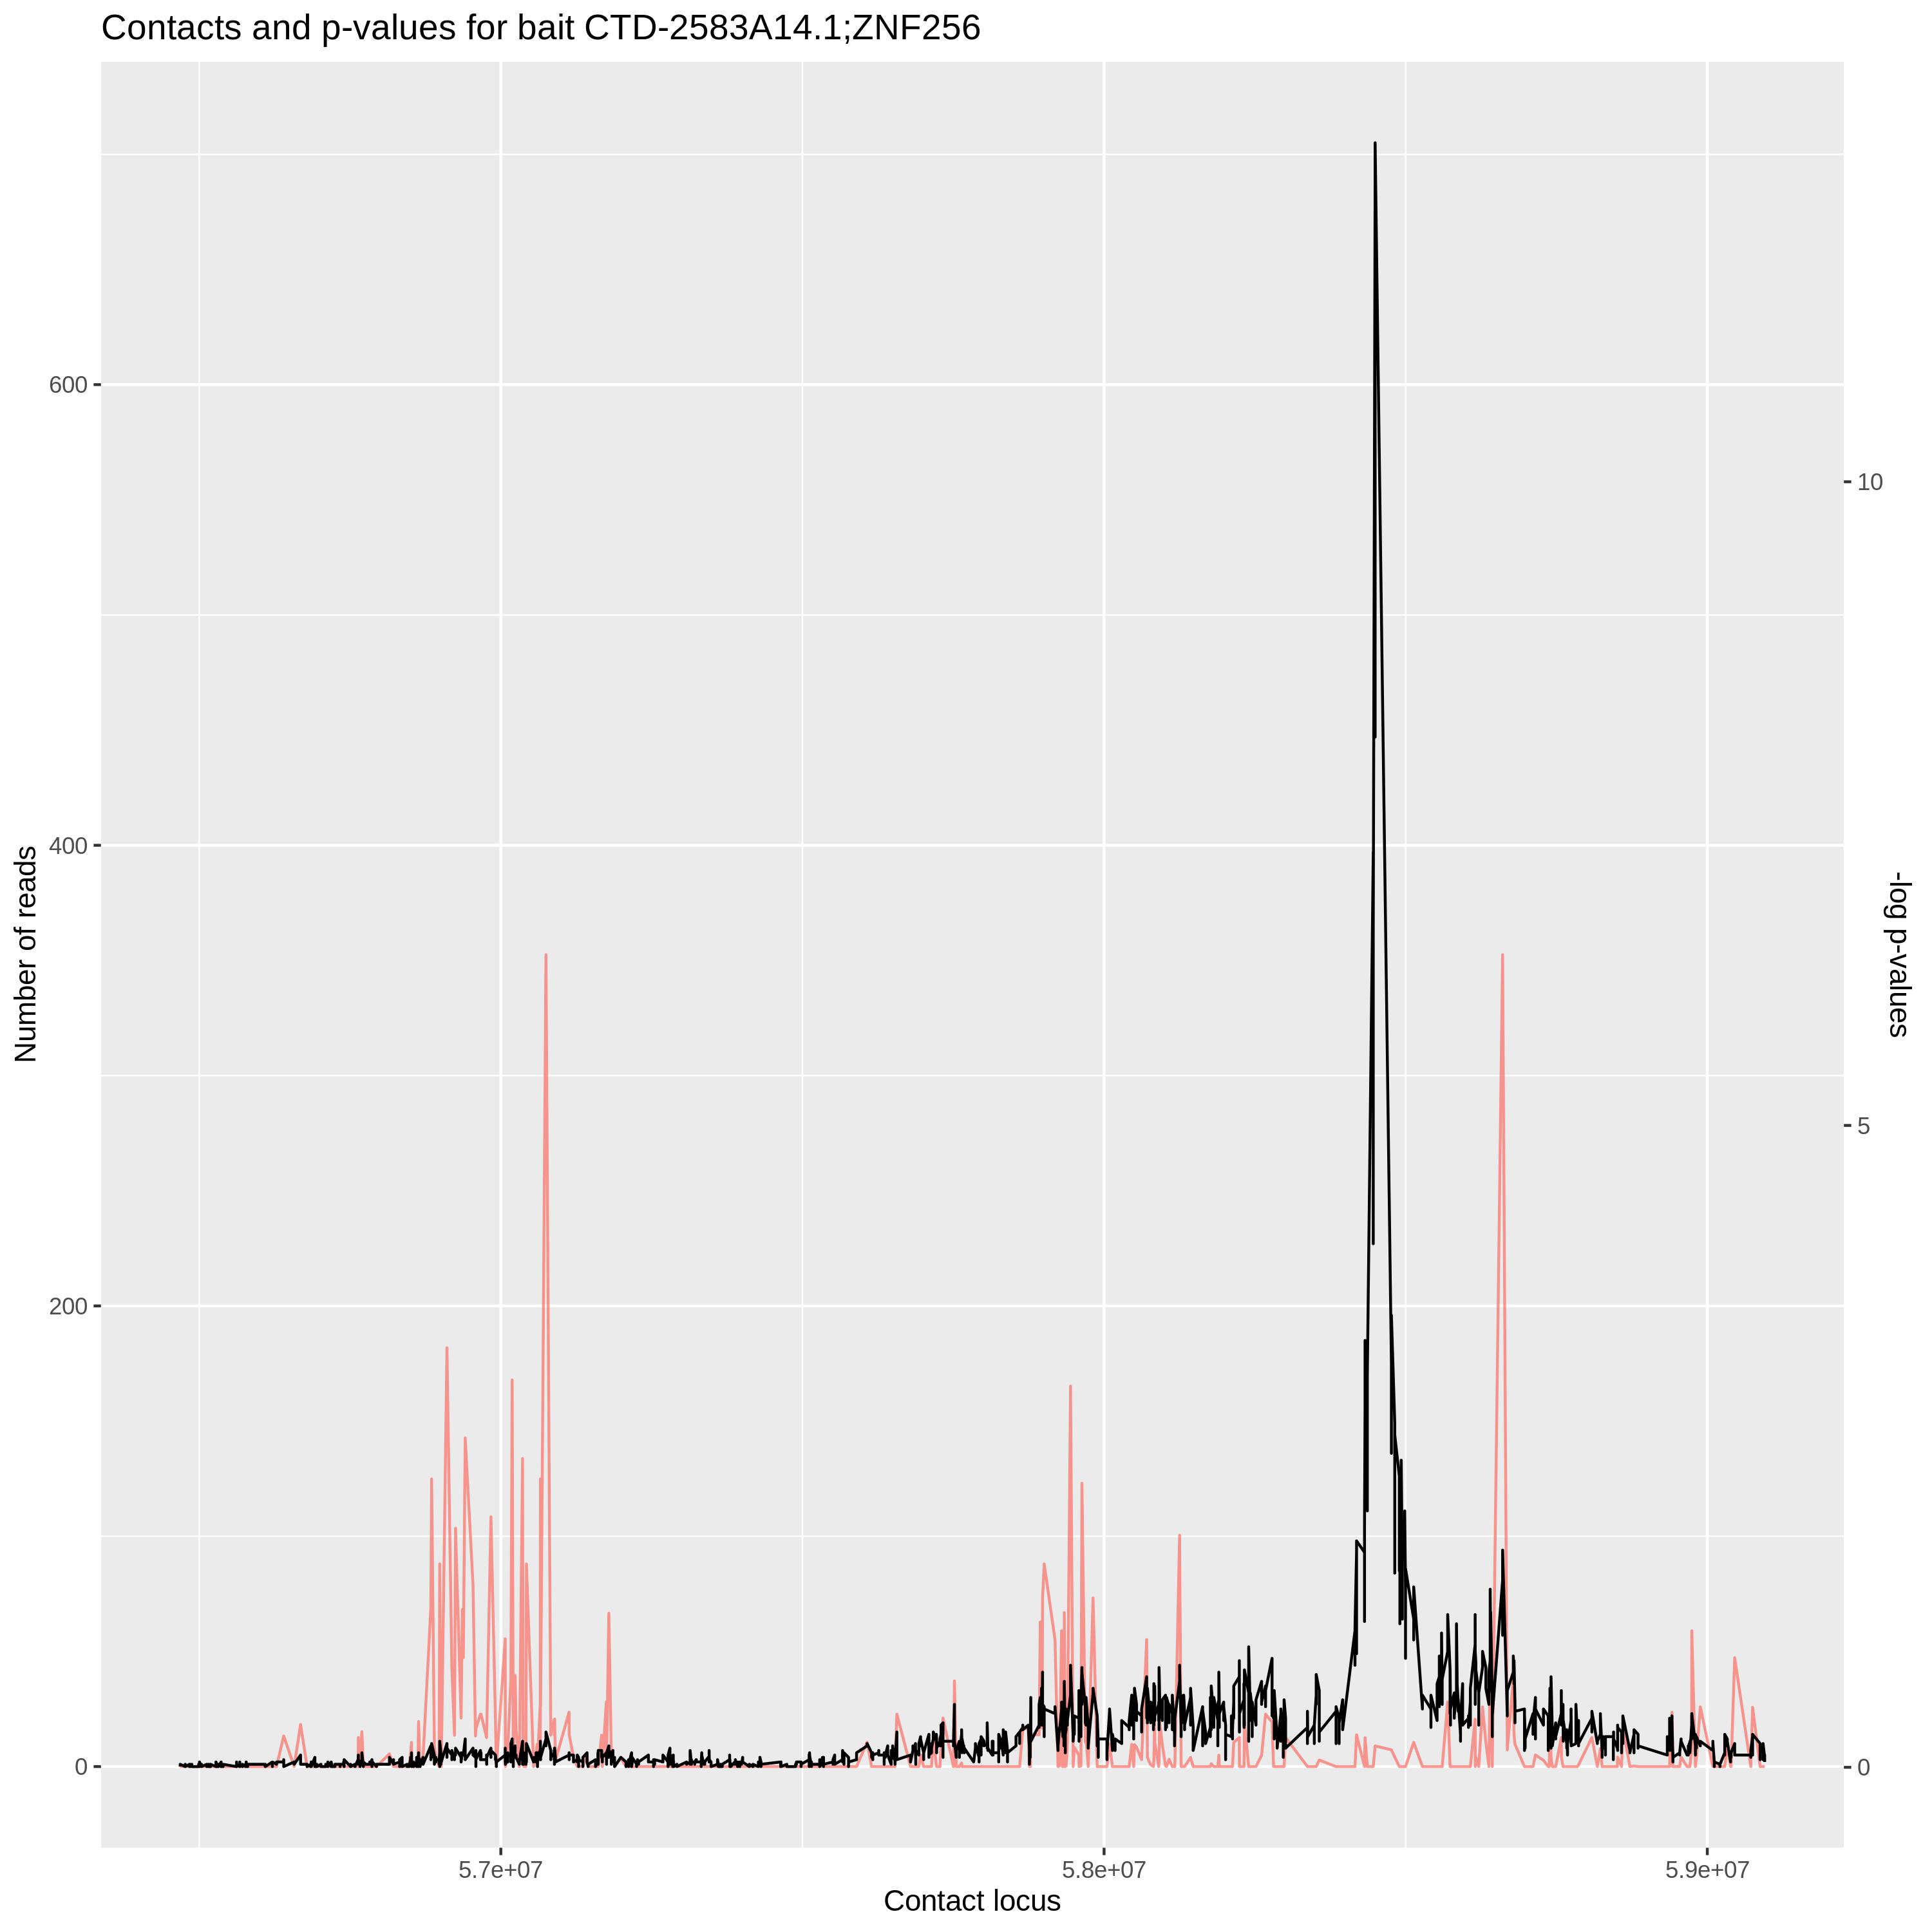 Contacts and p-values for bait CTD-2583A14.1;ZNF256
600
400
200
0
Number of reads
10
5
0
-log p-values
5.7e+07
5.8e+07
5.9e+07
Contact locus